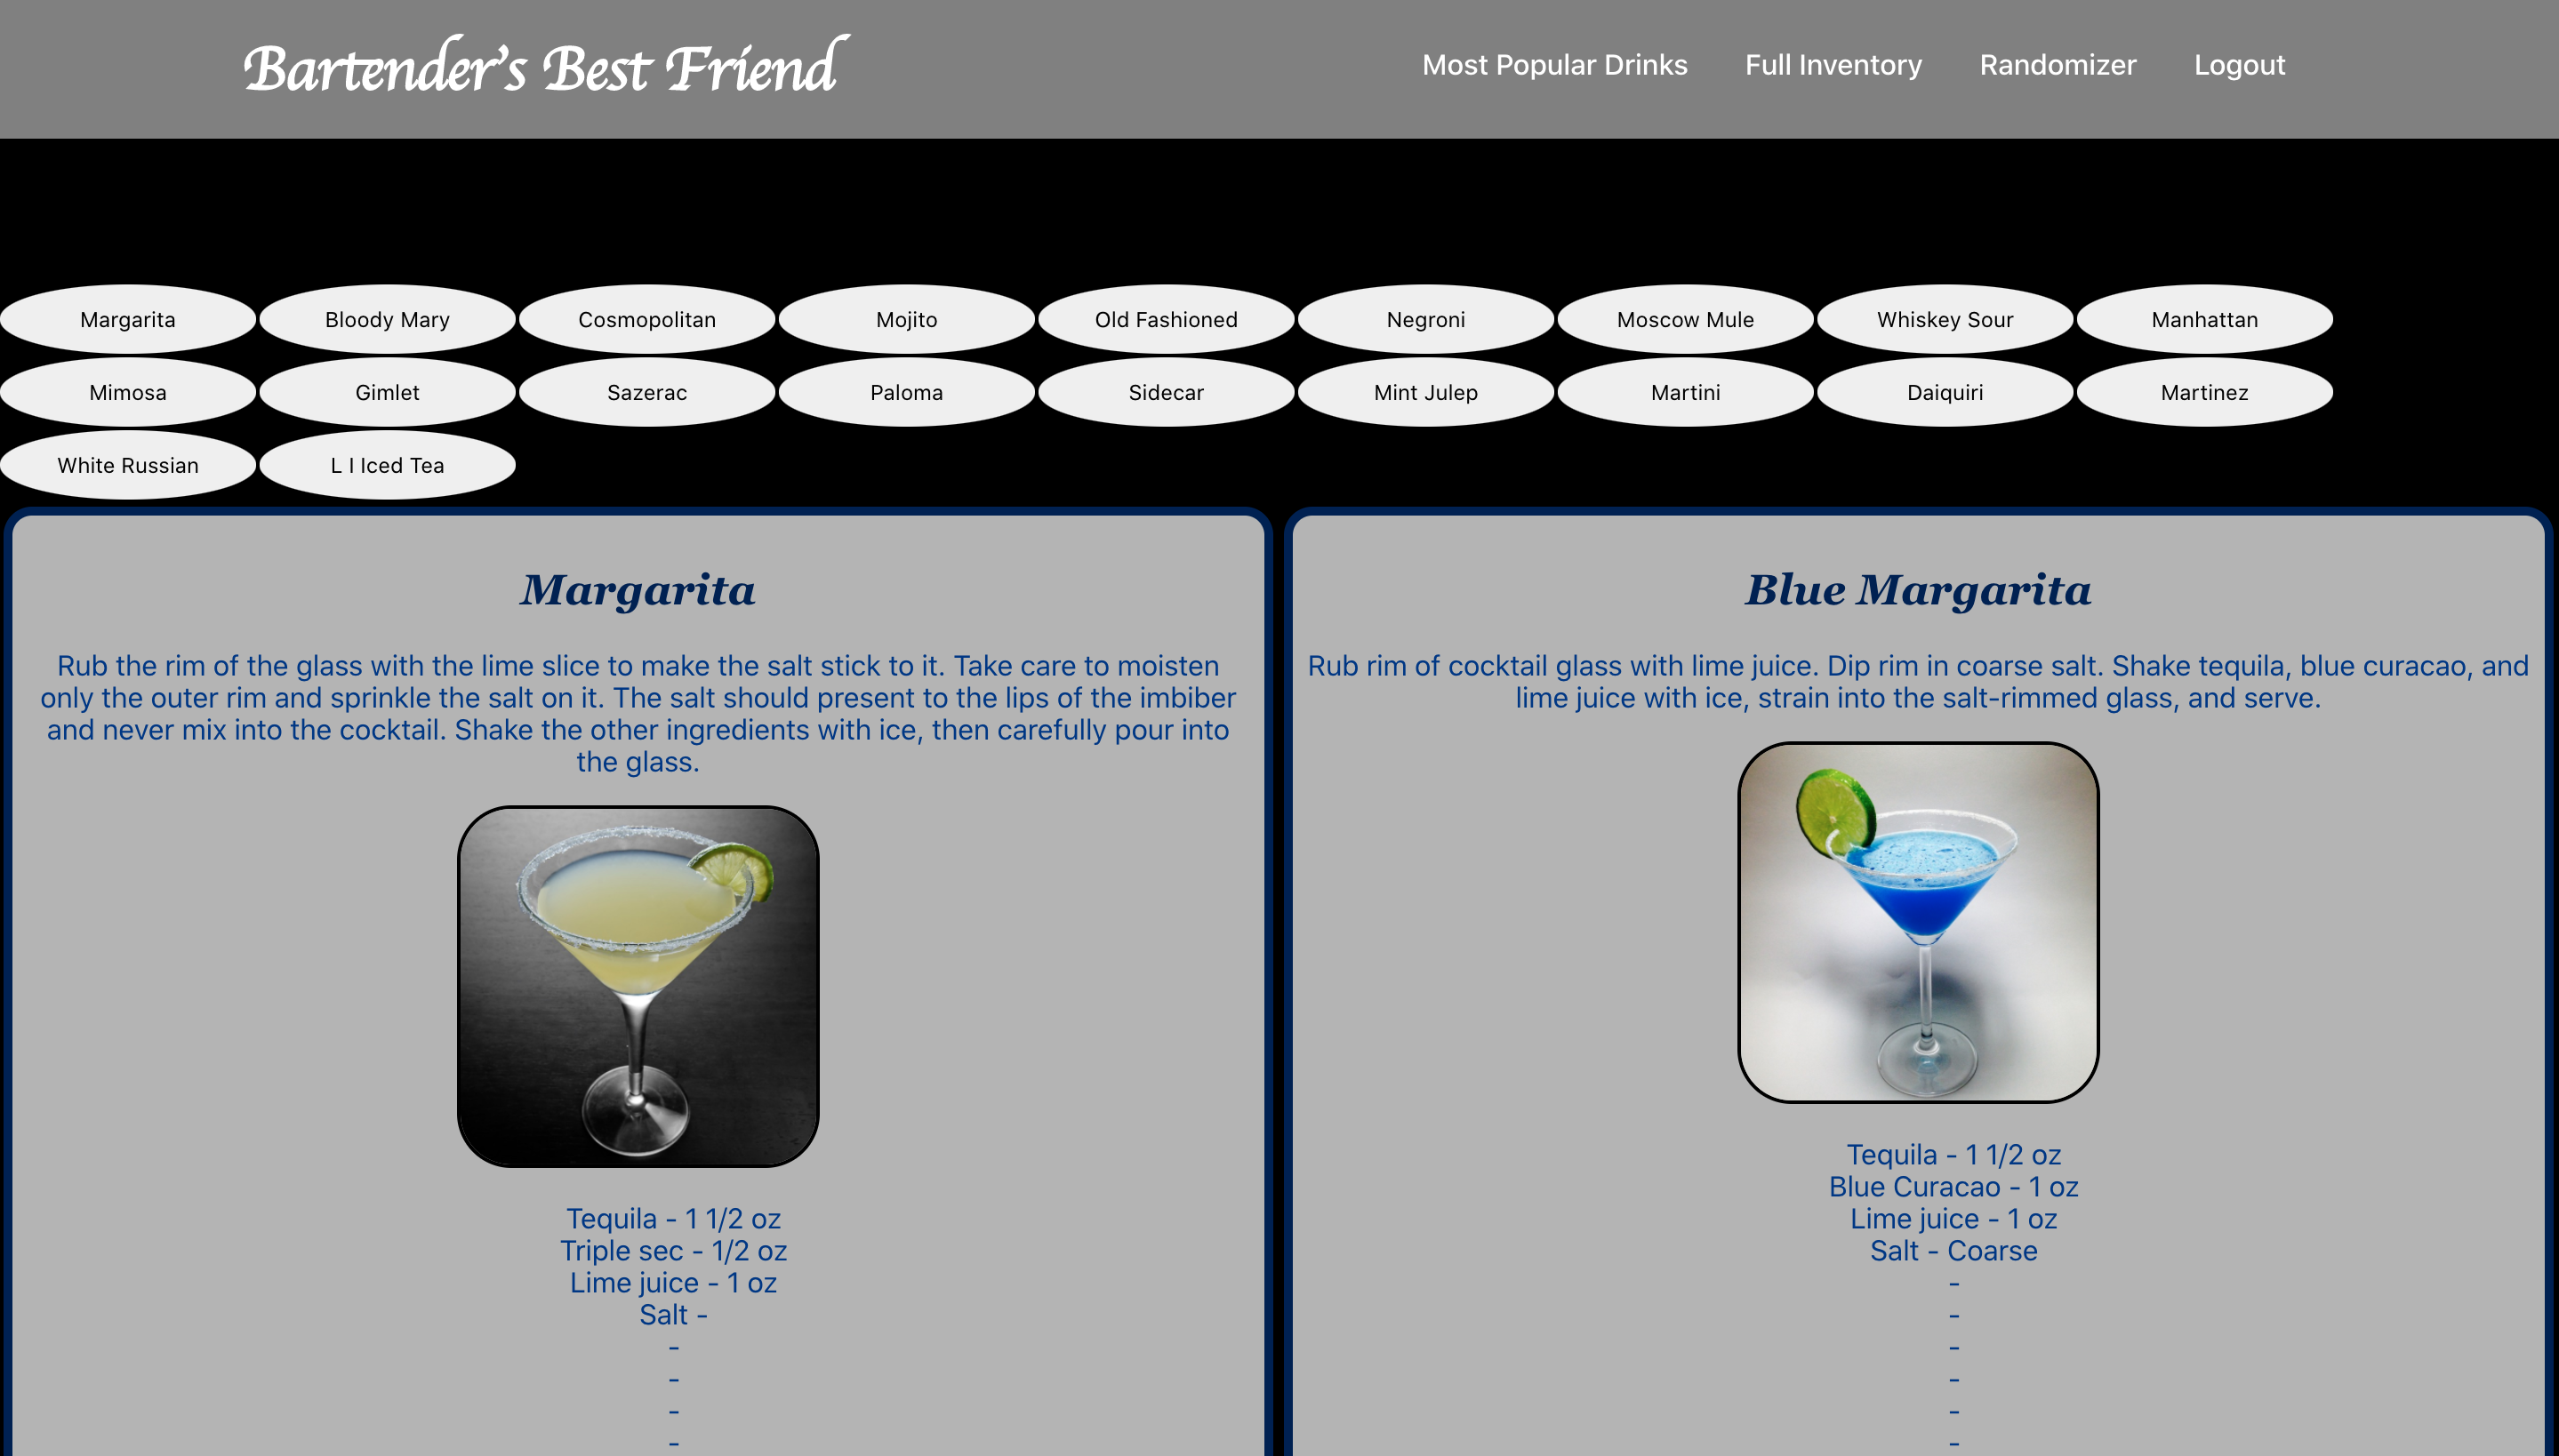 Bartender's Best Friend
Most Popular Drinks Full Inventory Randomizer Logout
Margarita Bloody Mary Cosmopolitan Mojito Old Fashioned Negroni Moscow Mule Whiskey Sour Manhattan
Mimosa Gimlet Sazerac Paloma Sidecar Mint Julep Martini Daiquiri Martinez
White Russian L I Iced Tea
Margarita
Rub the rim of the glass with the lime slice to make the salt stick to it. Take care to moisten
only the outer rim and sprinkle the salt on it. The salt should present to the lips of the imbiber
and never mix into the cocktail. Shake the other ingredients with ice, then carefully pour into
the glass.
Tequila - 1 1/2 oz
Triple sec - 1/2 oz
Lime juice - 1 oz
Salt -
-
-
-
-
Blue Margarita
Rub rim of cocktail glass with lime juice. Dip rim in coarse salt. Shake tequila, blue curacao, and
lime juice with ice, strain into the salt-rimmed glass, and serve.
Tequila - 1 1/2 oz
Blue Curacao - 1 oz
Lime juice - 1 oz
Salt - Coarse
-
-
-
-
-
-